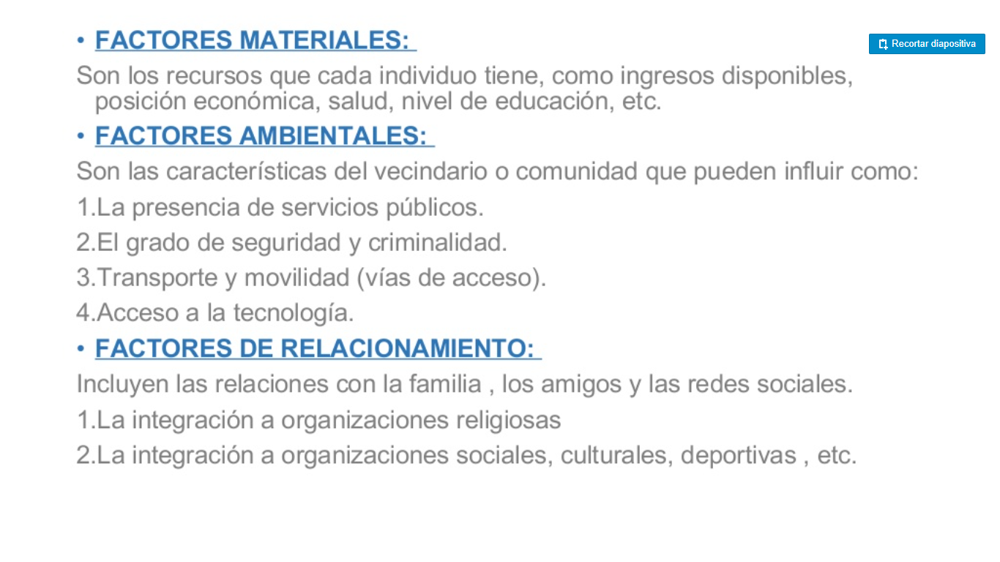 • FACTORES MATERIALES:
Recortar diapositiva
Son los recursos que cada individuo tiene, como ingresos disponibles,
posición económica, salud, nivel de educación, etc.
• FACTORES AMBIENTALES:
Son las características del vecindario o comunidad que pueden influir como:
1.La presencia de servicios públicos.
2.El grado de seguridad y criminalidad.
3.Transporte y movilidad (vías de acceso).
4.Acceso a la tecnología.
• FACTORES DE RELACIONAMIENTO:
Incluyen las relaciones con la familia , los amigos y las redes sociales.
1.La integración a organizaciones religiosas
2.La integración a organizaciones sociales, culturales, deportivas , etc.